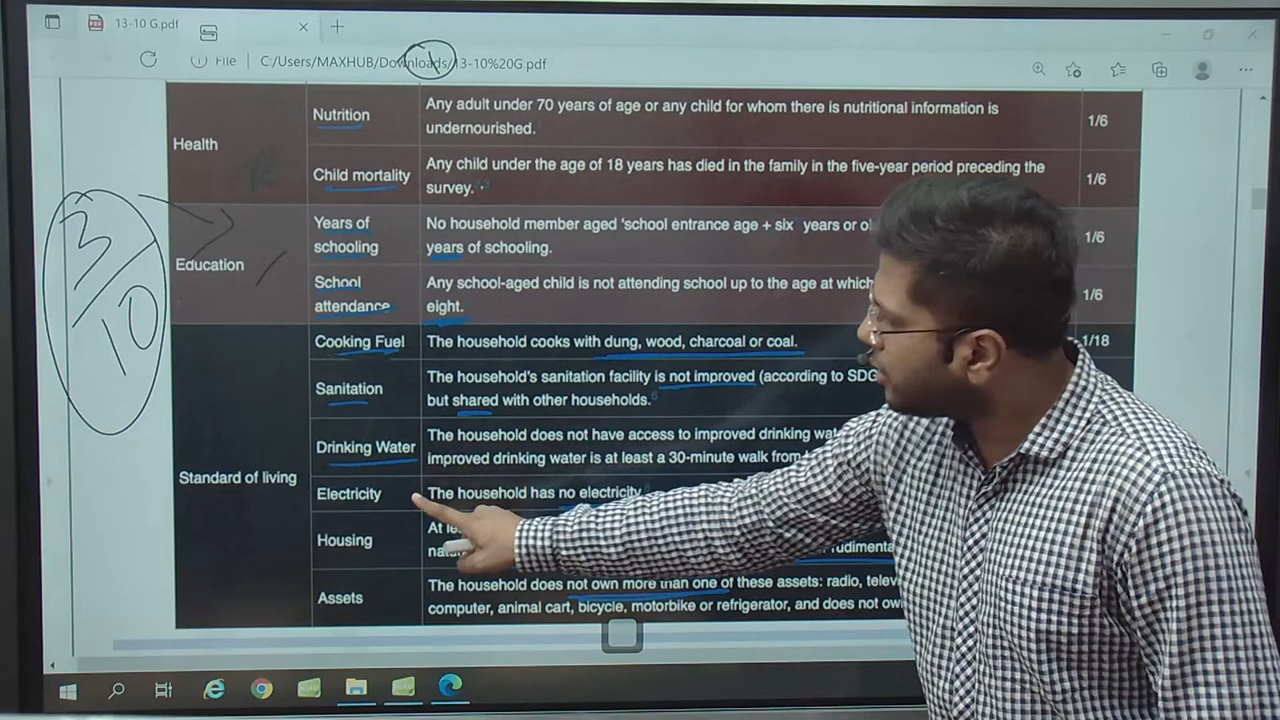 13-10 G.pdf
File
C:/Users/MAXHUB/Downloads/13-10%20G.pdf
Health
Nutrition
Any adult under 70 years of age or any child for whom there is nutritional information is
undernourished.
1/6
Child mortality
Any child under the age of 18 years has died in the family in the five-year period preceding the
survey.
1/6
3/10
Education
Years of
schooling
No household member aged 'school entrance age + six years or
years of schooling.
1/6
School
attendance
Any school-aged child is not attending school up to the age at which
eight.
1/6
Standard of living
Cooking Fuel
The household cooks with dung, wood, charcoal or coal.
1/18
Sanitation
The household's sanitation facility is not improved (according to SDG
but shared with other households.
Drinking Water
The household does not have access to improved drinking
improved drinking water is at least a 30-minute walk from
Electricity
The household has no electricity
Housing
At
Assets
The household does not own more than one of these assets: radio,
computer, animal cart, bicycle, motorbike or refrigerator, and does not